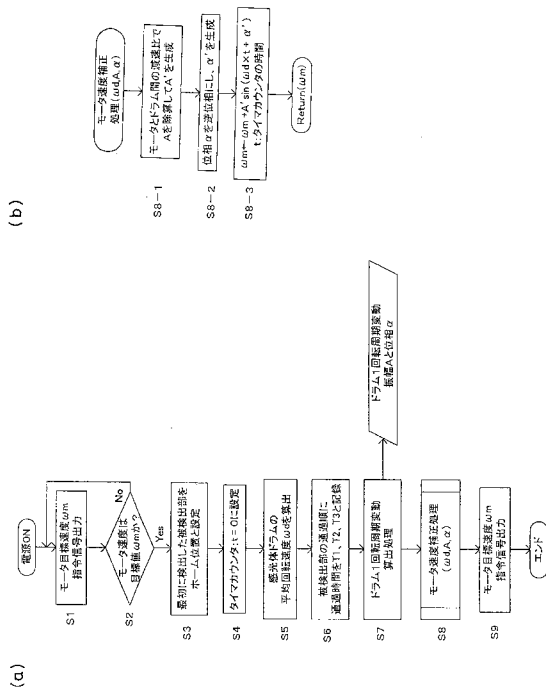 (a)
電源ON
S1
モータ目標速度ωm
指令信号出力
S2
モータ速度は
目標値ωmか?
No
Yes
S3
最初に検出した被検出部を
ホーム位置と設定
S4
タイマカウンタt=0に設定
S5
感光体ドラムの
平均回転速度ωdを算出
S6
被検出部の通過順に
通過時間をT1、T2、T3と記録
S7
ドラム1回転周期変動
算出処理
ドラム1回転周期変動
振幅Aと位相α
S8
モータ速度補正処理
(ωd,A,α)
S9
モータ目標速度ωm
指令信号出力
エンド
(b)
モータ速度補正
処理(ωd,A,α)
S8-1
モータとドラム間の減速比で
Aを除算してA'を生成
S8-2
位相αを逆位相にし、α'を生成
S8-3
ωm←ωm+A'sin(ωd×t+α')
t:タイマカウンタの時間
Return(ωm)